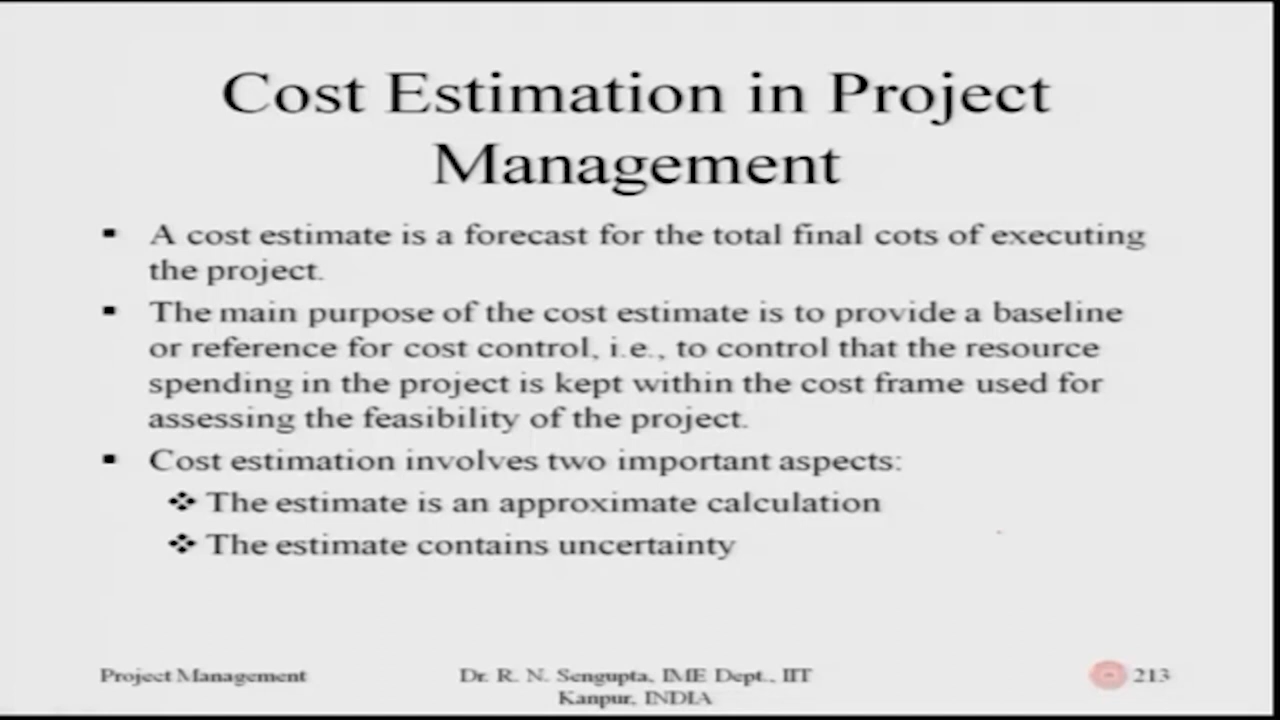 Cost Estimation in Project
Management
▪ A cost estimate is a forecast for the total final cots of executing
the project.
▪ The main purpose of the cost estimate is to provide a baseline
or reference for cost control, i.e., to control that the resource
spending in the project is kept within the cost frame used for
assessing the feasibility of the project.
▪ Cost estimation involves two important aspects:
❖ The estimate is an approximate calculation
❖ The estimate contains uncertainty
Project Management
Dr. R. N. Sengupta, IME Dept., IIT
Kanpur, INDIA
213